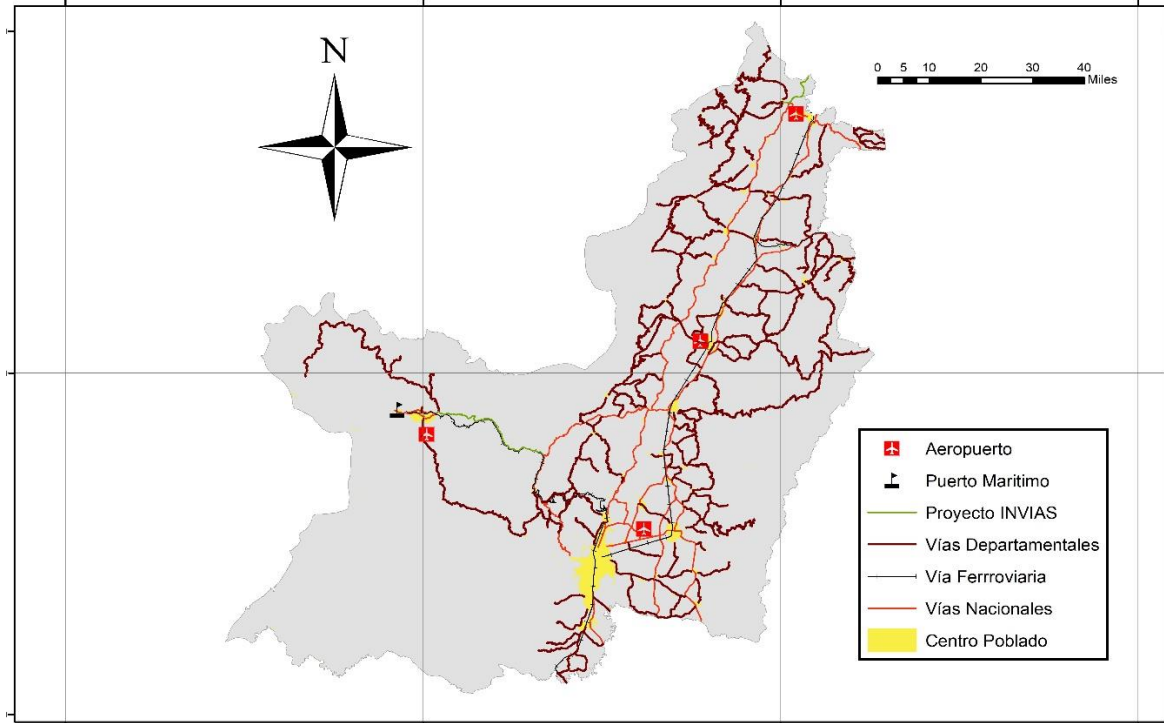 N
0 5 10 20 30 40
Miles
Aeropuerto
Puerto Maritimo
Proyecto INVIAS
Vías Departamentales
Vía Ferrroviaria
Vías Nacionales
Centro Poblado